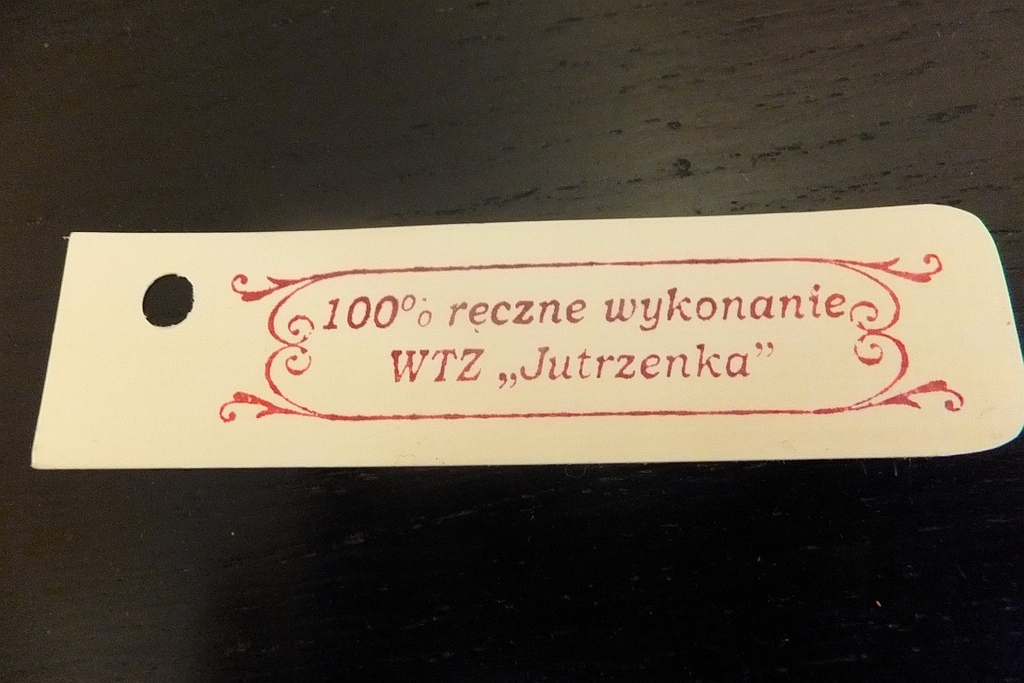 100% ręczne wykonanie
WTZ „Jutrzenka”